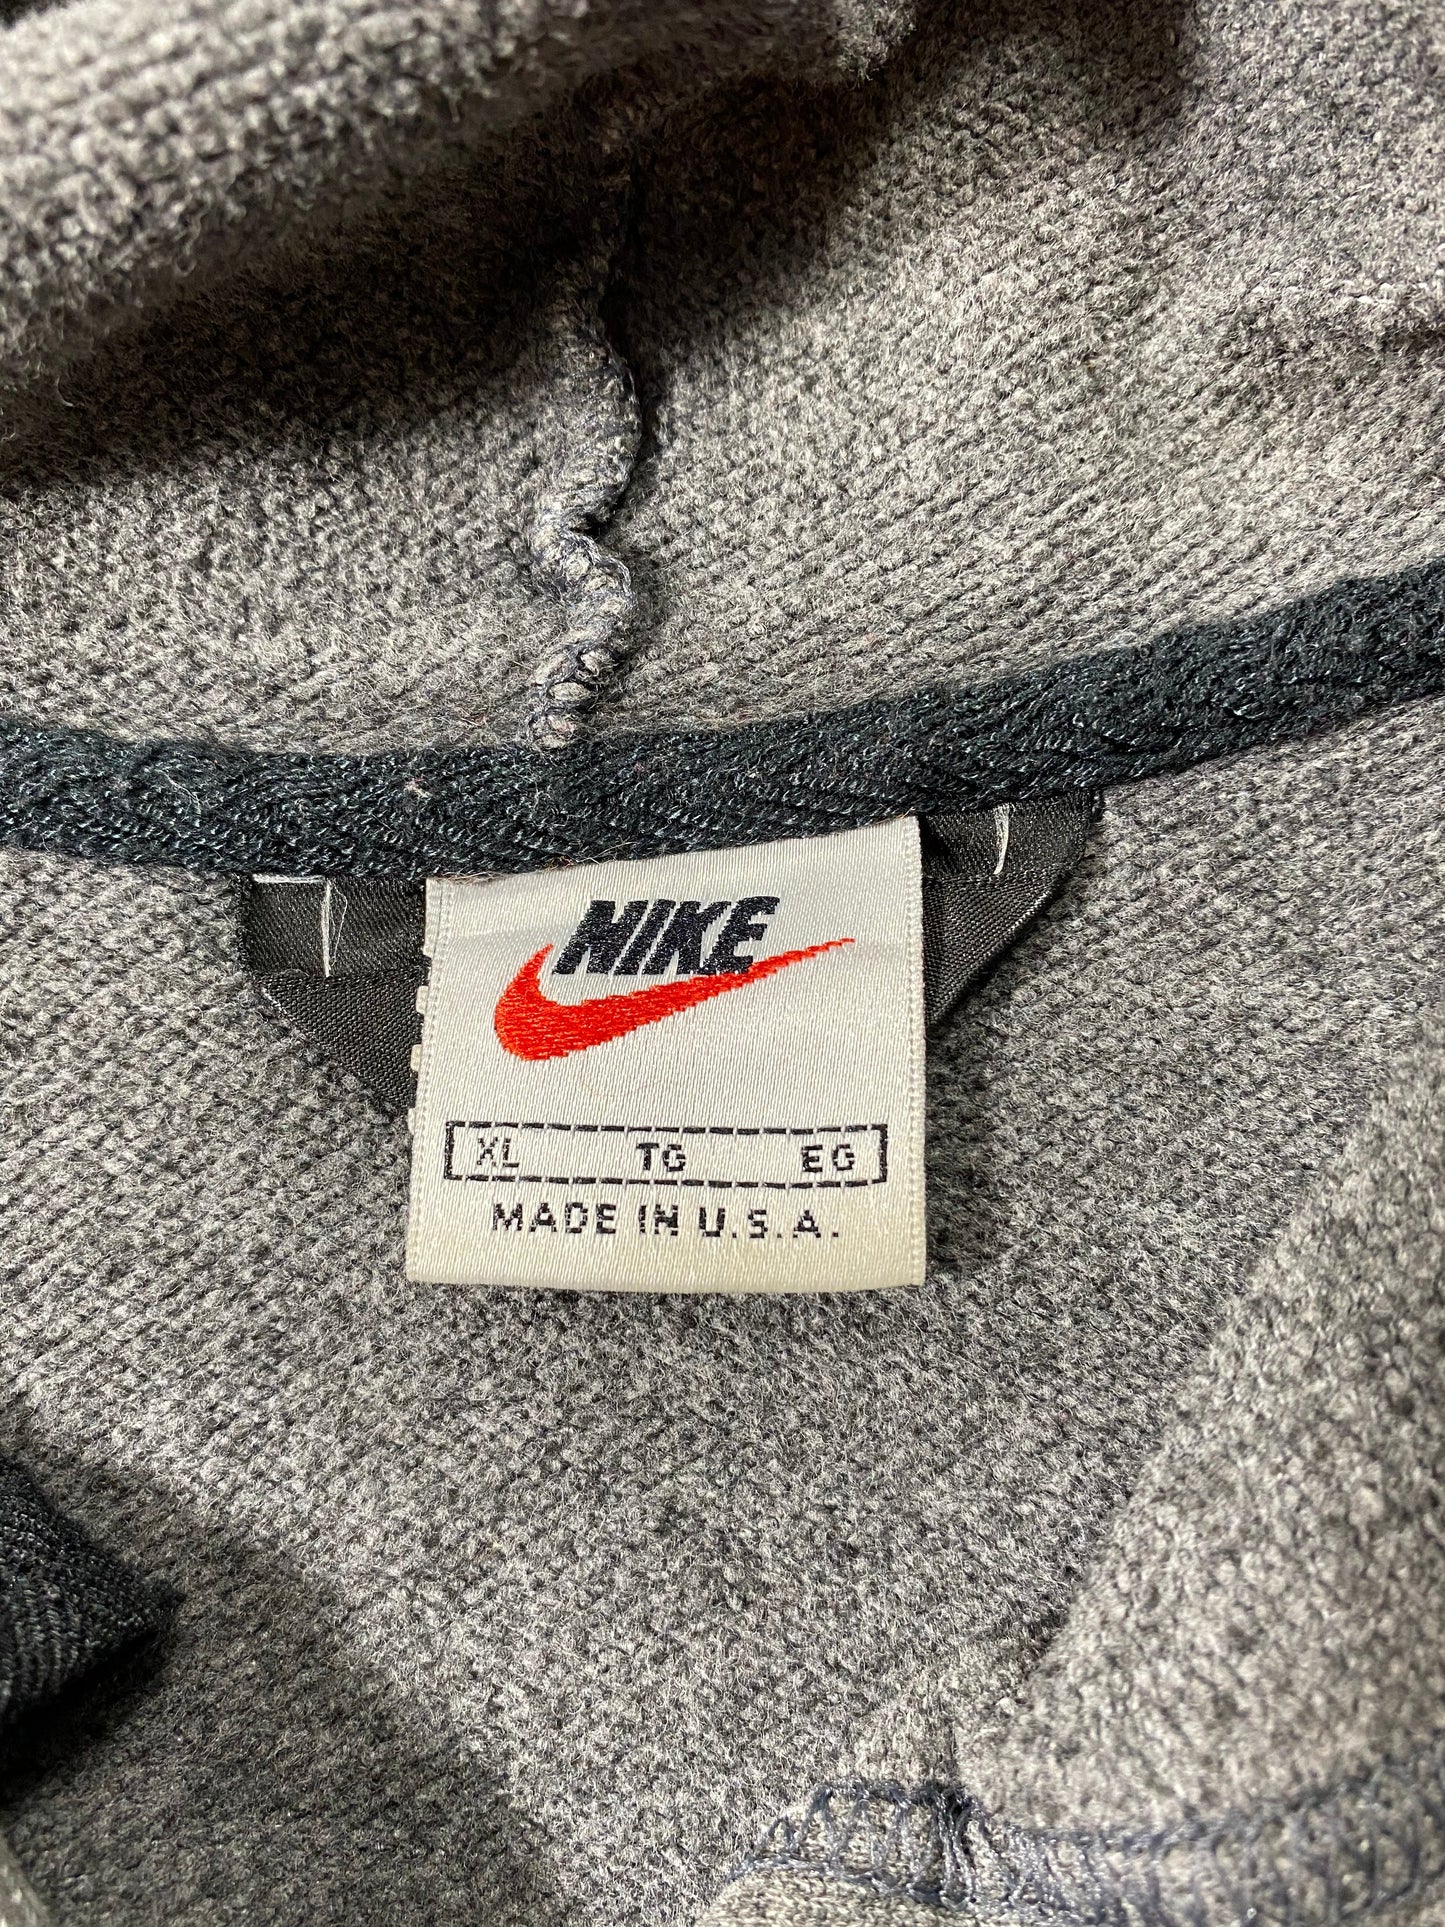 NIKE
XL TG EG
MADE IN U.S.A.